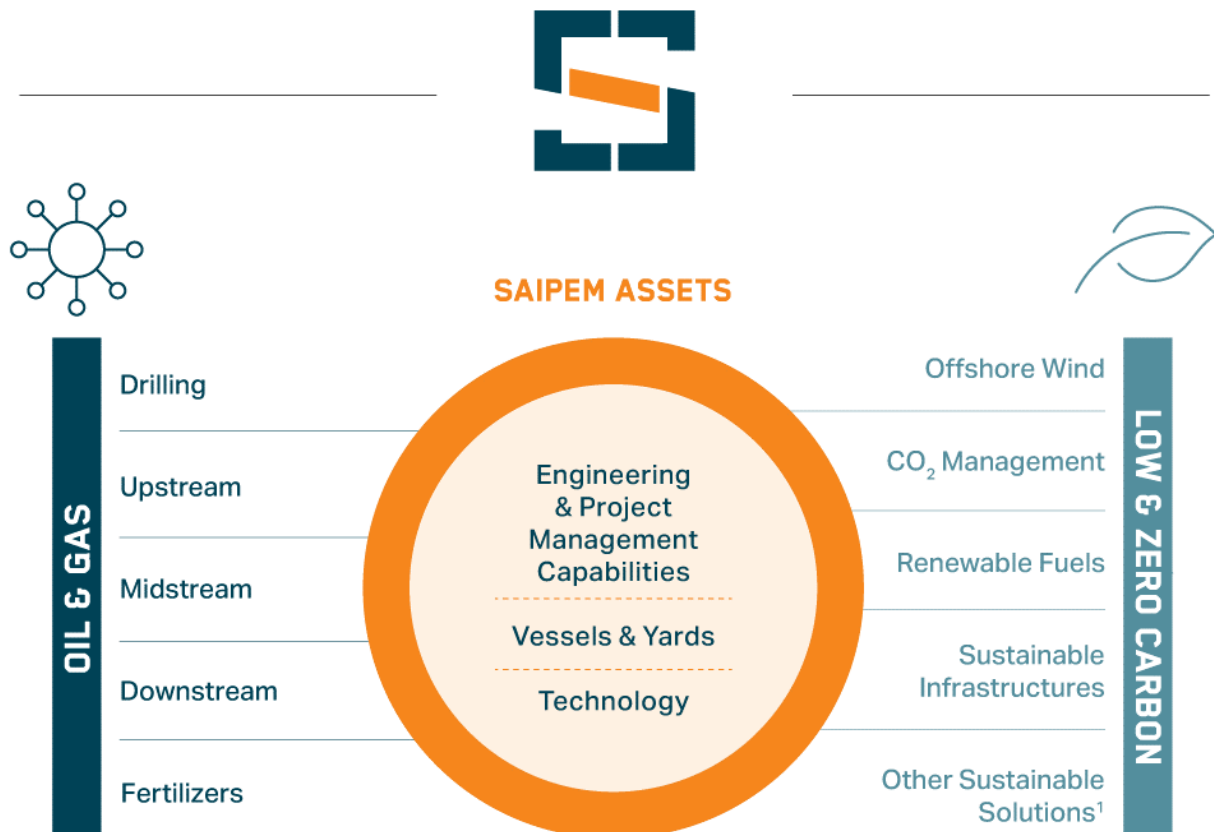 SAIPEM ASSETS
OIL & GAS
Drilling
Upstream
Midstream
Downstream
Fertilizers
Engineering
& Project
Management
Capabilities
Vessels & Yards
Technology
Offshore Wind
CO₂ Management
Renewable Fuels
Sustainable
Infrastructures
Other Sustainable
Solutions¹
LOW & ZERO CARBON